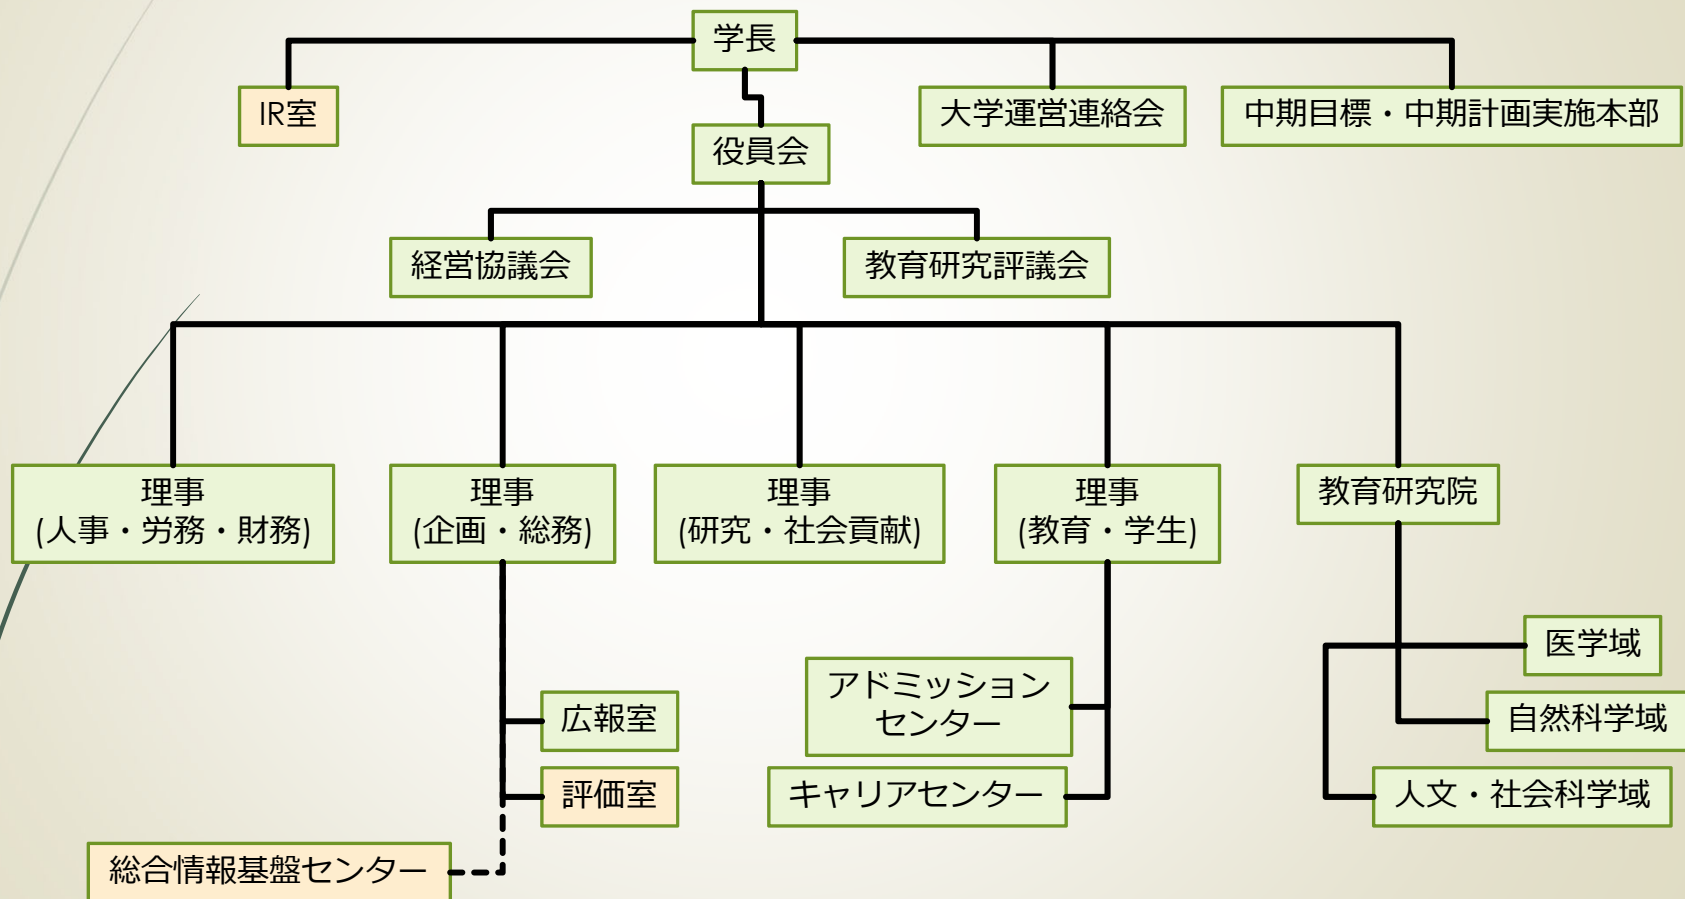 学長
IR室
大学運営連絡会
中期目標・中期計画実施本部
役員会
経営協議会
教育研究評議会
理事
(人事・労務・財務)
理事
(企画・総務)
理事
(研究・社会貢献)
理事
(教育・学生)
教育研究院
医学域
アドミッション
センター
広報室
自然科学域
評価室
キャリアセンター
人文・社会科学域
総合情報基盤センター